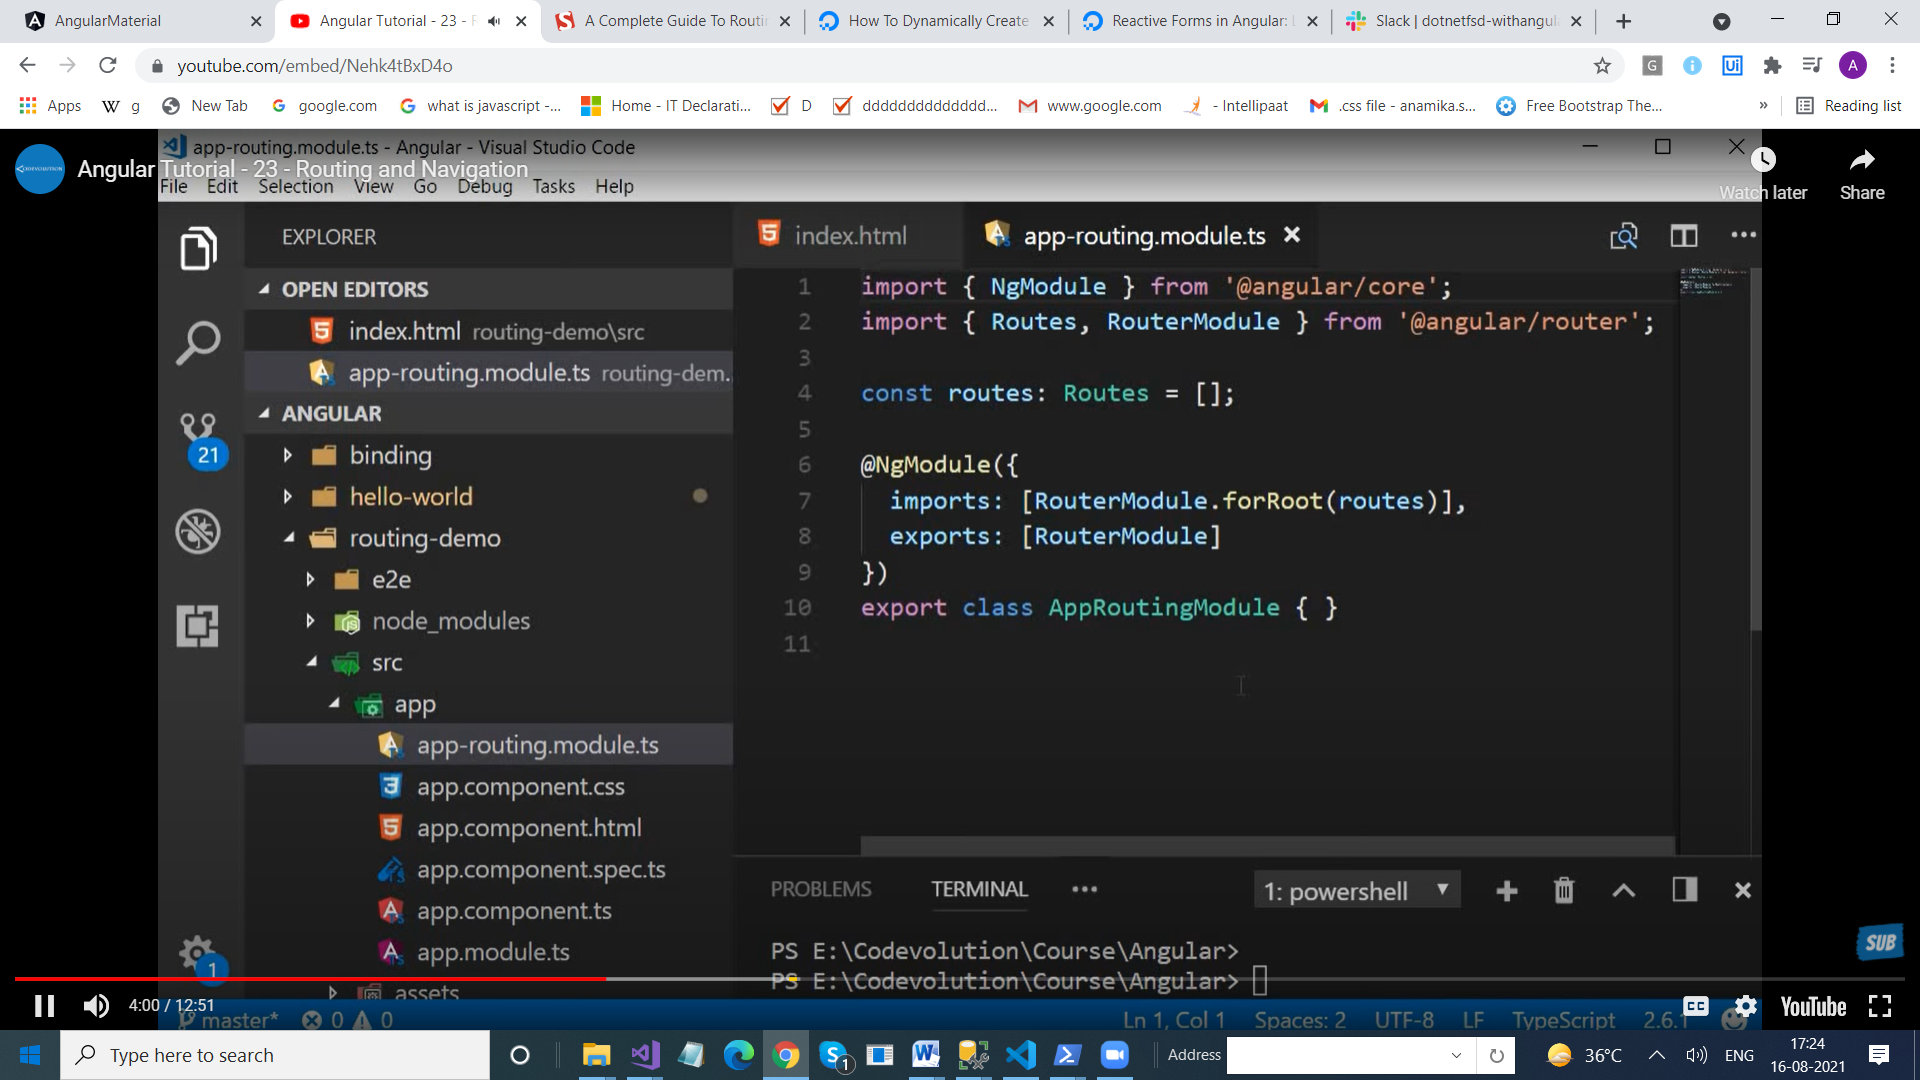 AngularMaterial
Angular Tutorial - 23 - R
A Complete Guide To Routi
How To Dynamically Create
Reactive Forms in Angular:
Slack | dotnetfsd-withangul
youtube.com/embed/Nehk4tBxD4o
G
Ui
A
Apps
W g
New Tab
google.com
what is javascript -...
Home - IT Declarati...
D
ddddddddddddddd...
www.google.com
- Intellipaat
.css file - anamika.s...
Free Bootstrap The...
»
Reading list
app-routing.module.ts - Angular - Visual Studio Code
Angular Tutorial - 23 - Routing and Navigation
Watch later
Share
File Edit Selection View Go Debug Tasks Help
EXPLORER
index.html
app-routing.module.ts
OPEN EDITORS
index.html routing-demo\src
app-routing.module.ts routing-dem.
ANGULAR
21
binding
hello-world
routing-demo
e2e
node_modules
src
app
app-routing.module.ts
app.component.css
app.component.html
app.component.spec.ts
app.component.ts
app.module.ts
assets
1
1 import { NgModule } from '@angular/core';
2 import { Routes, RouterModule } from '@angular/router';
3
4 const routes: Routes = [];
5
6 @NgModule({
7 imports: [RouterModule.forRoot(routes)],
8 exports: [RouterModule]
9 })
10 export class AppRoutingModule { }
11
PROBLEMS TERMINAL ••• 1: powershell
PS E:\Codevolution\Course\Angular>
PS E:\Codevolution\Course\Angular>
SUB
4:00 / 12:51
CC
YouTube
master* 0 0
Ln 1, Col 1 Spaces: 2 UTF-8 LF TypeScript 2.6.1
Type here to search
1
Address
36°C
ENG
17:24
16-08-2021